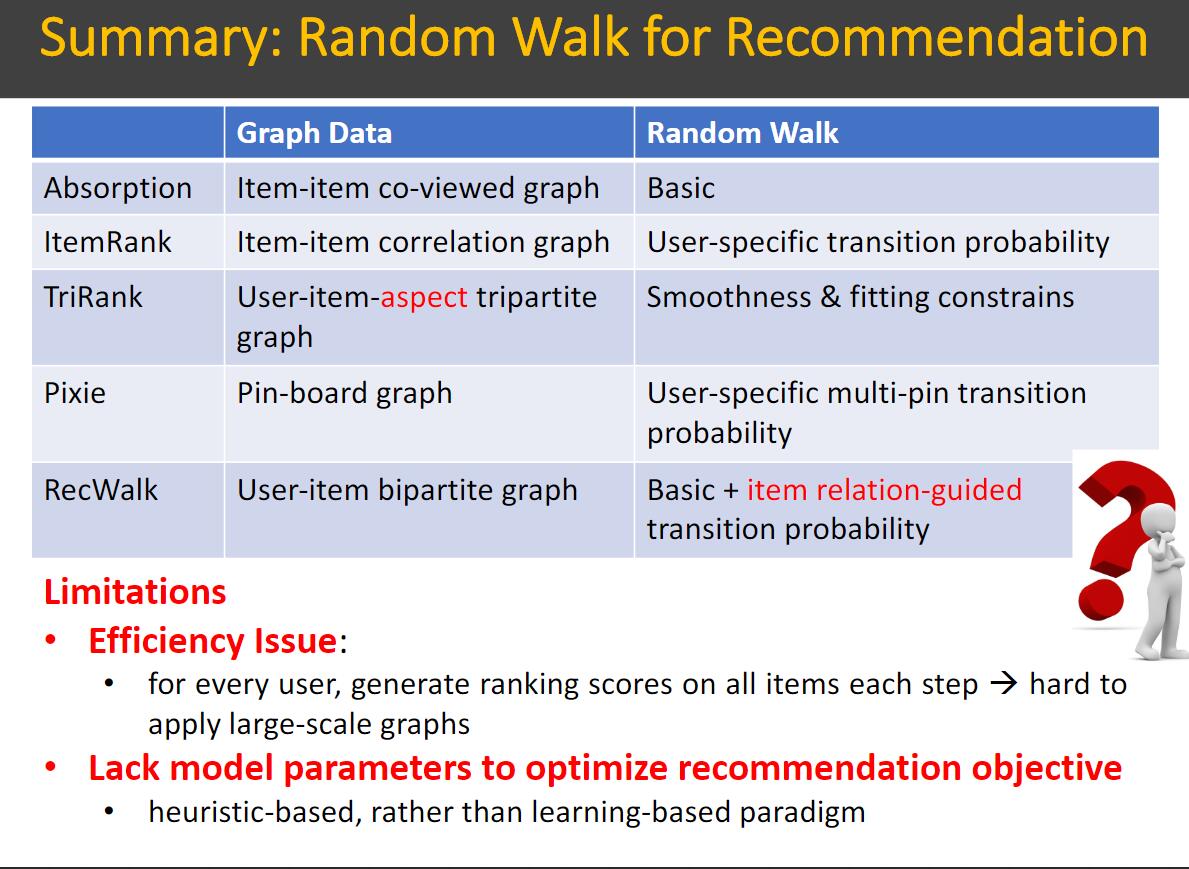 Summary: Random Walk for Recommendation
Graph Data
Random Walk
Absorption
Item-item co-viewed graph
Basic
ItemRank
Item-item correlation graph
User-specific transition probability
TriRank
User-item-aspect tripartite
graph
Smoothness & fitting constrains
Pixie
Pin-board graph
User-specific multi-pin transition
probability
RecWalk
User-item bipartite graph
Basic + item relation-guided
transition probability
Limitations
• Efficiency Issue:
• for every user, generate ranking scores on all items each step → hard to
apply large-scale graphs
• Lack model parameters to optimize recommendation objective
• heuristic-based, rather than learning-based paradigm